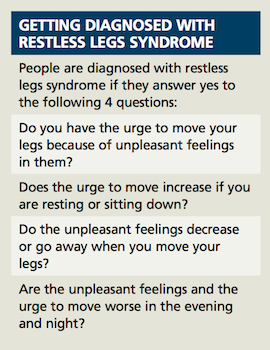 GETTING DIAGNOSED WITH
RESTLESS LEGS SYNDROME
People are diagnosed with restless
legs syndrome if they answer yes to
the following 4 questions:
Do you have the urge to move your
legs because of unpleasant feelings
in them?
Does the urge to move increase if you
are resting or sitting down?
Do the unpleasant feelings decrease
or go away when you move your
legs?
Are the unpleasant feelings and the
urge to move worse in the evening
and night?